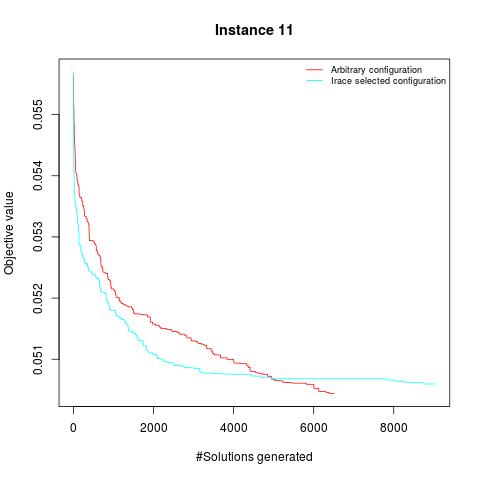 Instance 11
Arbitrary configuration
Irace selected configuration
Objective value
0.055
0.054
0.053
0.052
0.051
0 2000 4000 6000 8000
#Solutions generated